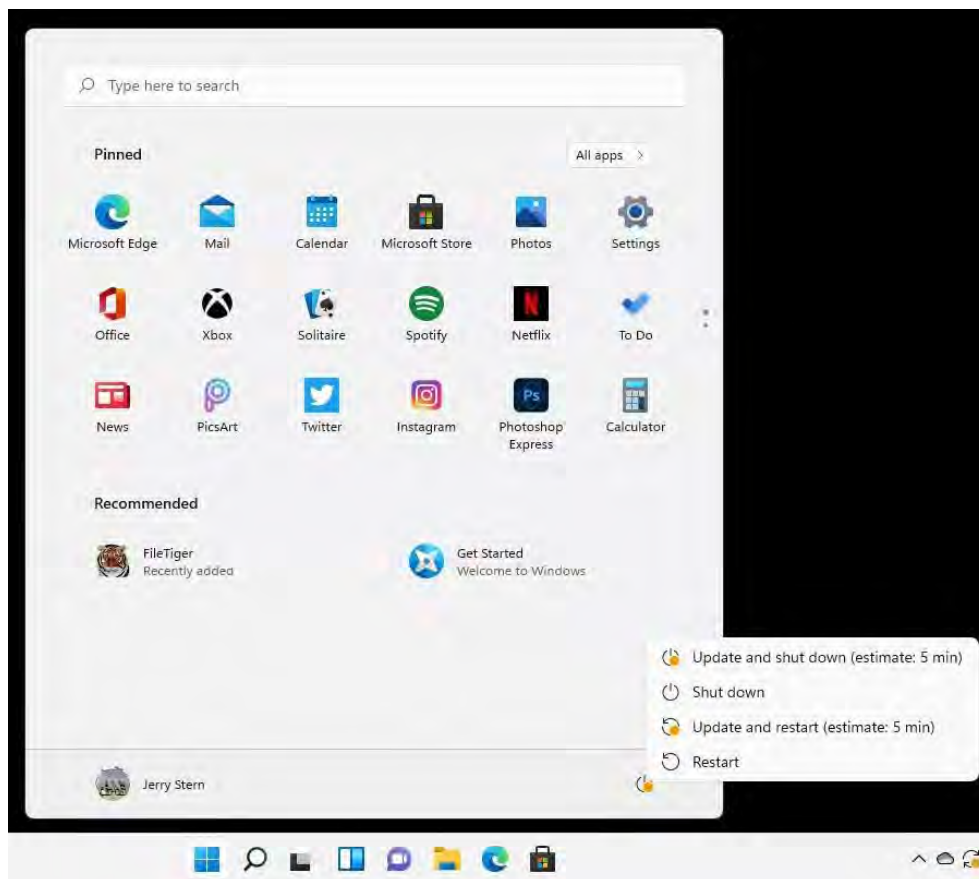 Type here to search
Pinned
All apps
Microsoft Edge
Mail
Calendar
Microsoft Store
Photos
Settings
Office
Xbox
Solitaire
Spotify
Netflix
To Do
News
PicsArt
Twitter
Instagram
Ps
Photoshop
Express
Calculator
Recommended
FileTiger
Recently added
Get Started
Welcome to Windows
Update and shut down (estimate: 5 min)
Shut down
Update and restart (estimate: 5 min)
Restart
Jerry Stern